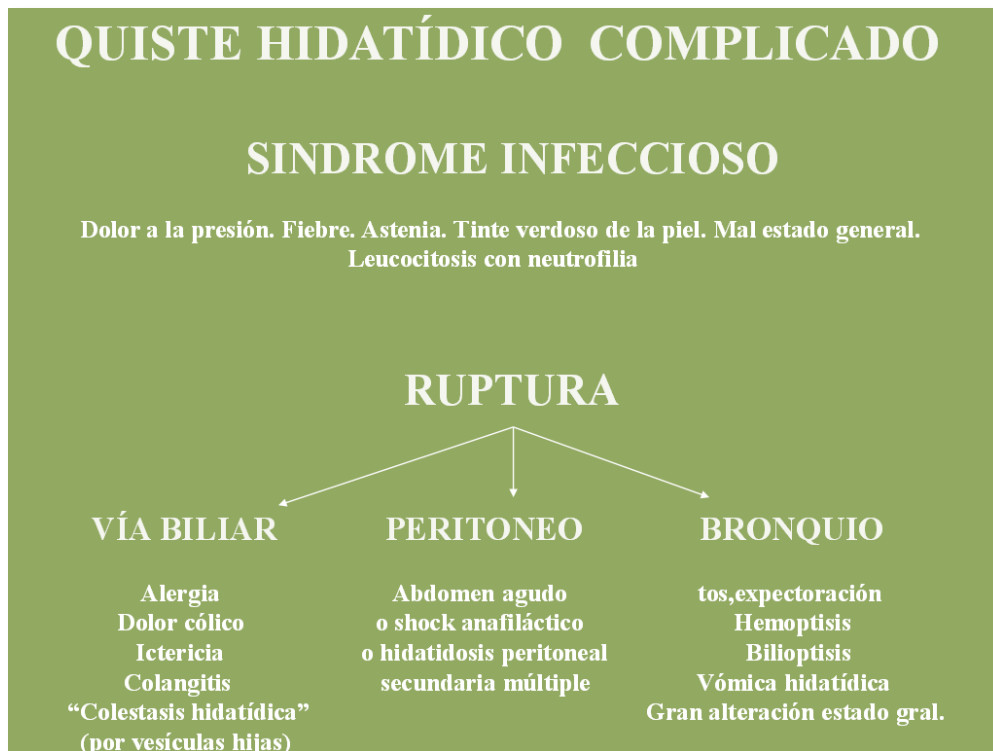 QUISTE HIDATÍDICO COMPLICADO
SINDROME INFECCIOSO
Dolor a la presión. Fiebre. Astenia. Tinte verdoso de la piel. Mal estado general.
Leucocitosis con neutrofilia
RUPTURA
VÍA BILIAR
Alergia
Dolor cólico
Ictericia
Colangitis
“Colestasis hidatídica”
(por vesículas hijas)
PERITONEO
Abdomen agudo
o shock anafiláctico
o hidatidosis peritoneal
secundaria múltiple
BRONQUIO
tos,expectoración
Hemoptisis
Bilioptisis
Vómica hidatídica
Gran alteración estado gral.